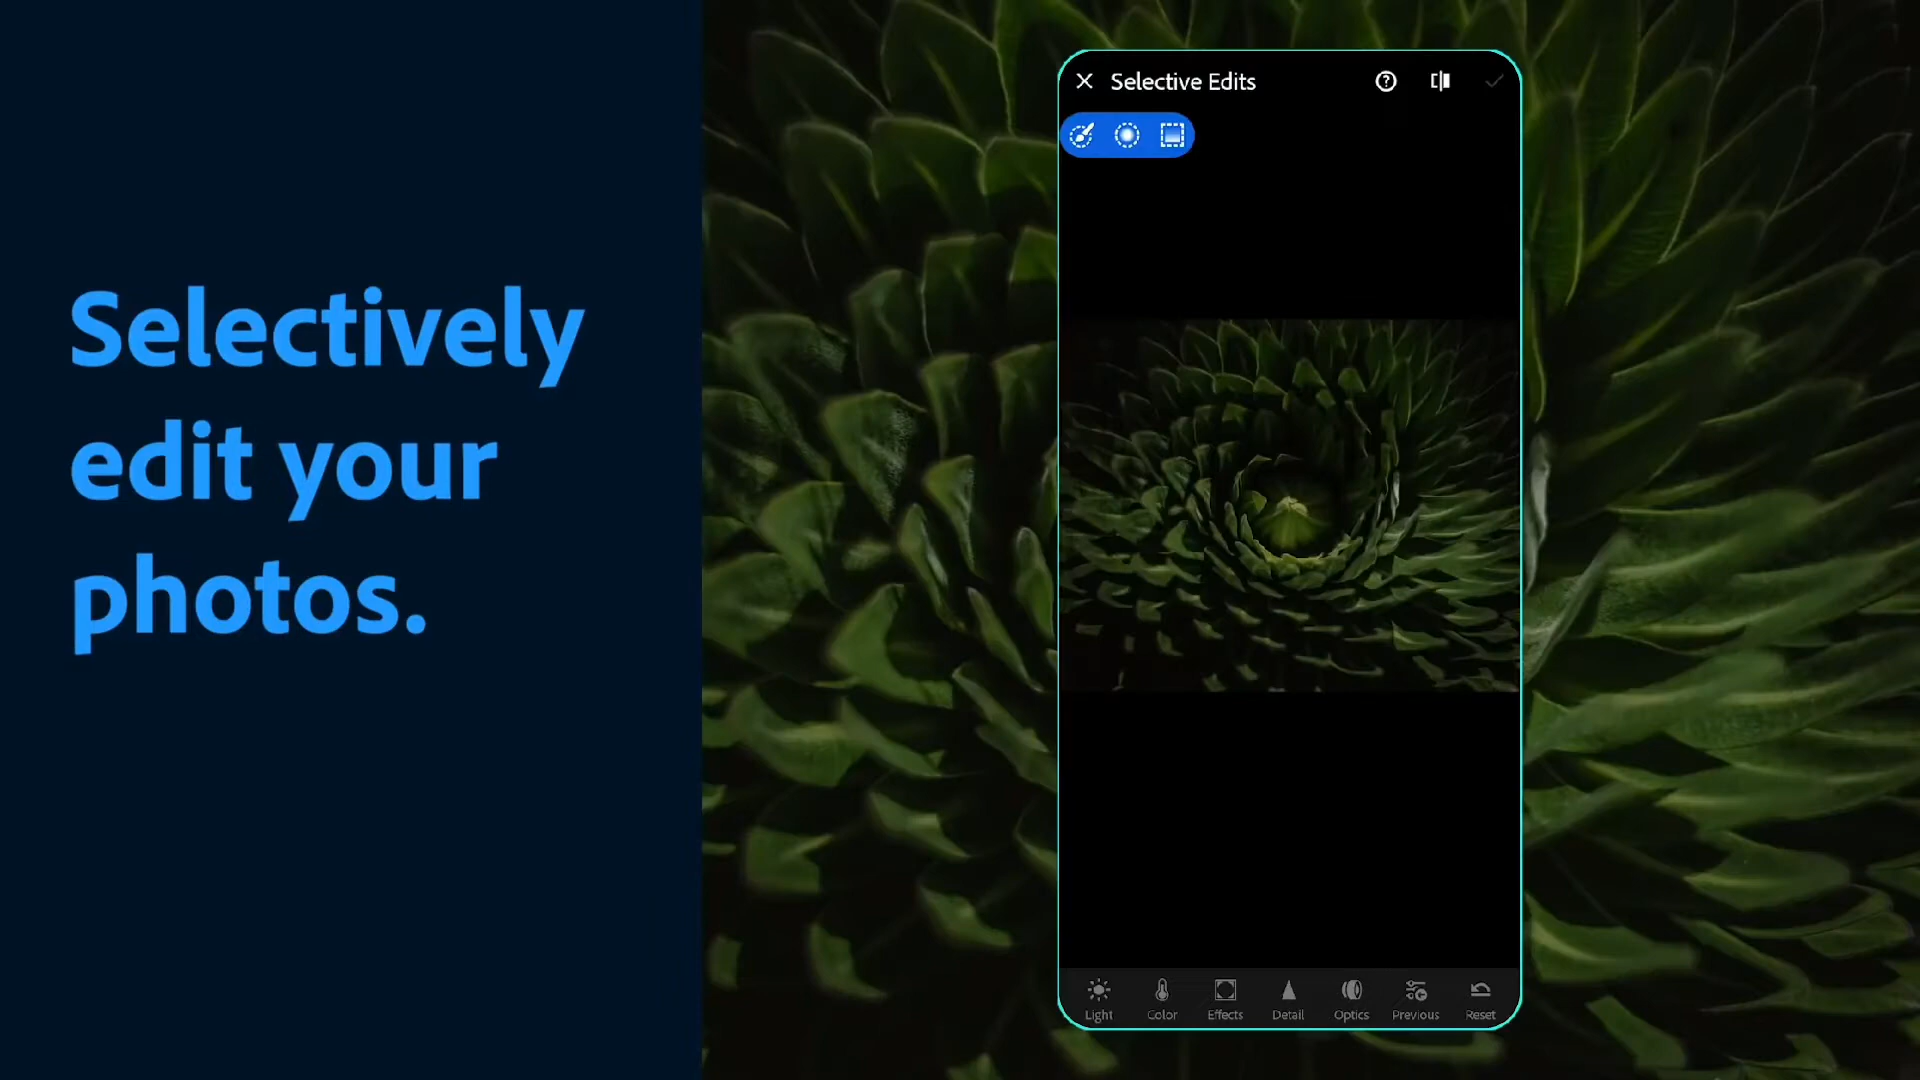 Selectively
edit your
photos.
Selective Edits
Light Color Effects Detail Optics Previous Reset